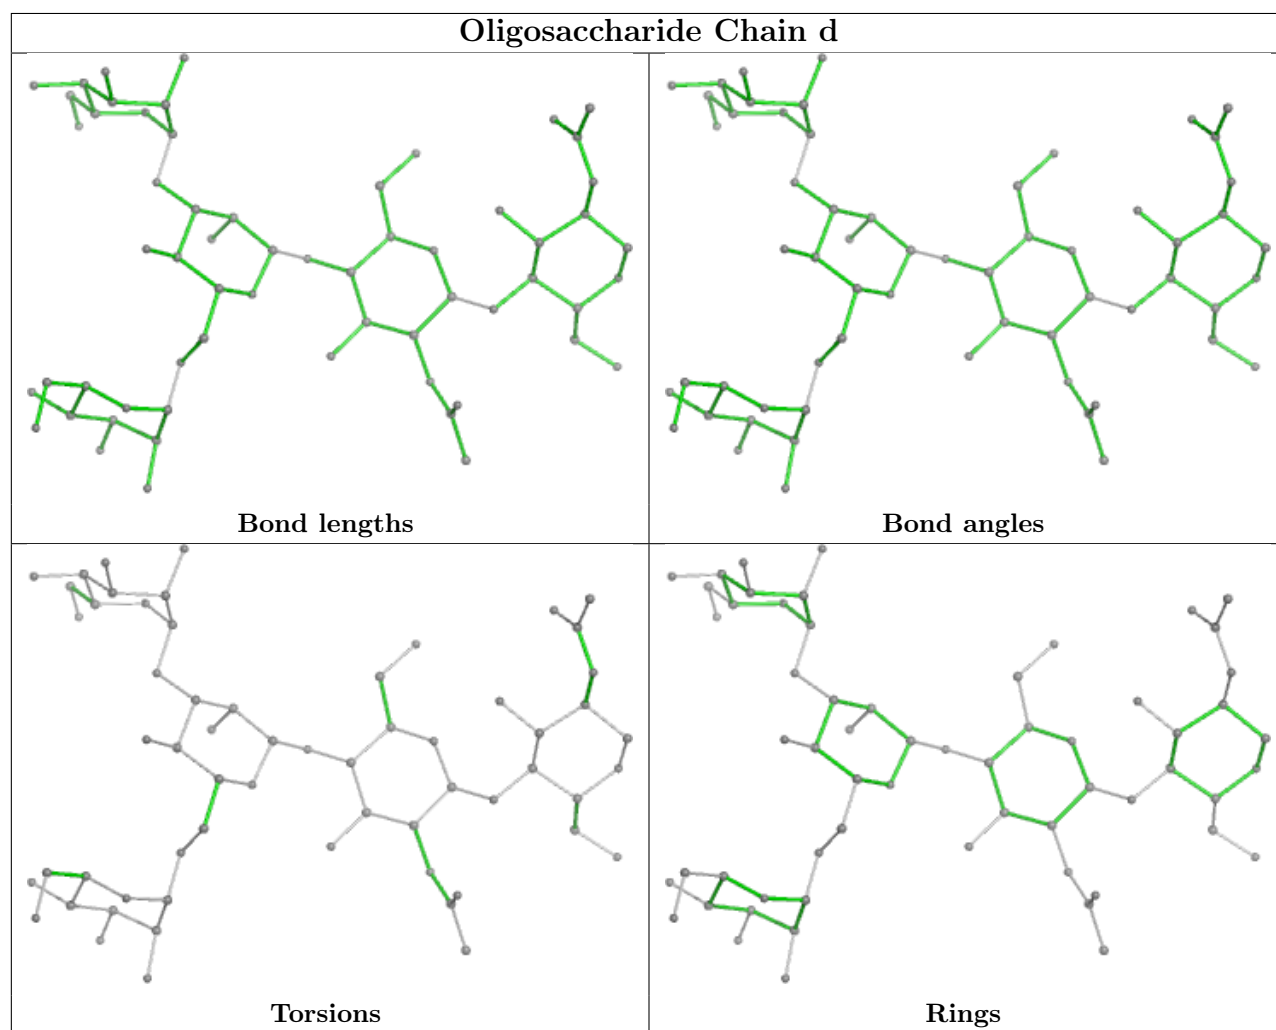 Oligosaccharide Chain d
Bond lengths
Bond angles
Torsions
Rings